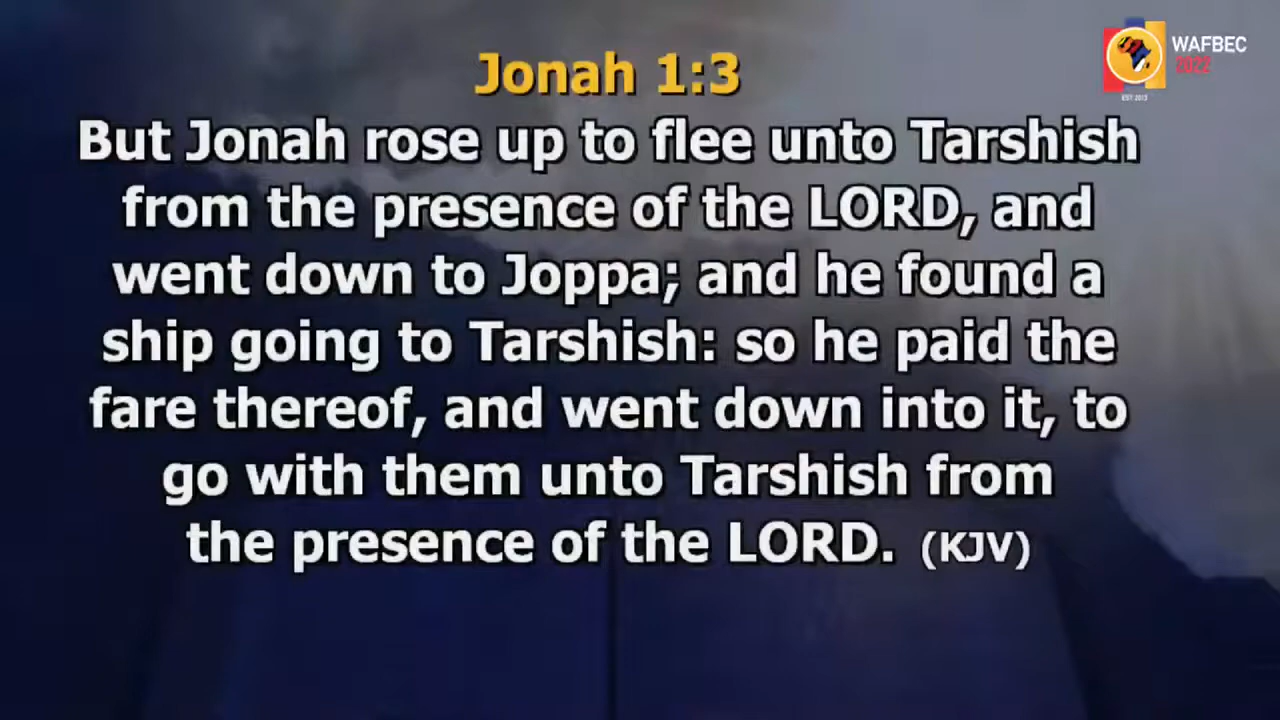 Jonah 1:3
But Jonah rose up to flee unto Tarshish
from the presence of the LORD, and
went down to Joppa; and he found a
ship going to Tarshish: so he paid the
fare thereof, and went down into it, to
go with them unto Tarshish from
the presence of the LORD. (KJV)
WAFBEC
2022
EST 2013